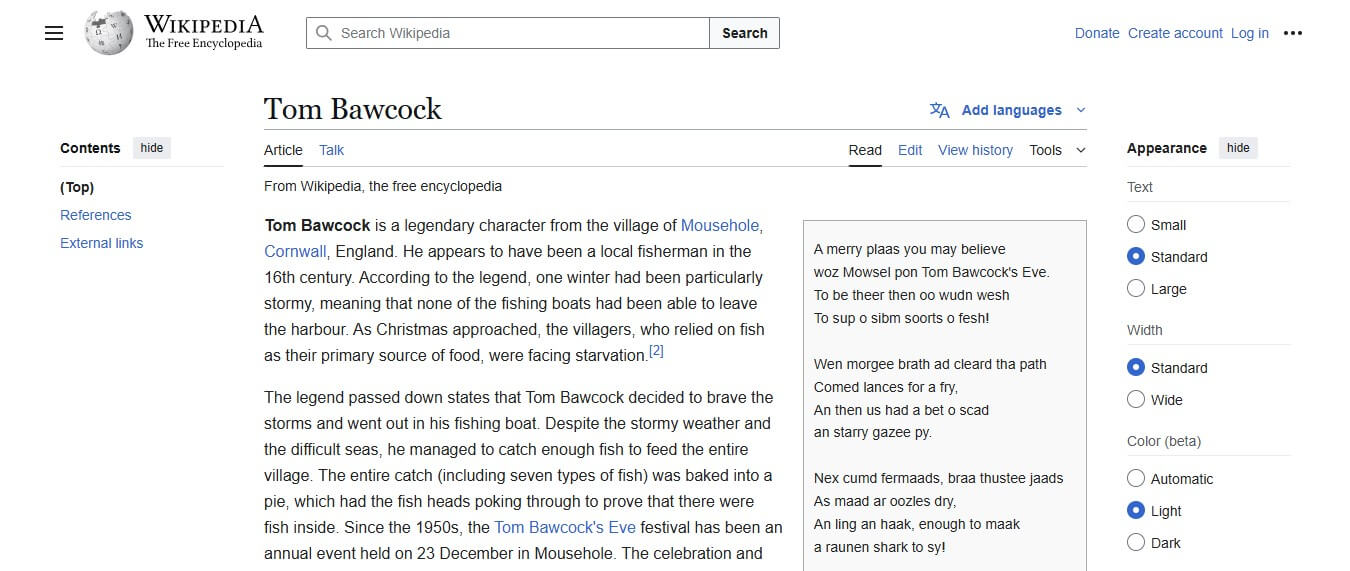 WIKIPEDIA
The Free Encyclopedia
Search Wikipedia
Search
Donate Create account Log in
Tom Bawcock
Add languages
Contents hide
(Top)
References
External links
Article Talk
Read Edit View history Tools
From Wikipedia, the free encyclopedia
Tom Bawcock is a legendary character from the village of Mousehole,
Cornwall, England. He appears to have been a local fisherman in the
16th century. According to the legend, one winter had been particularly
stormy, meaning that none of the fishing boats had been able to leave
the harbour. As Christmas approached, the villagers, who relied on fish
as their primary source of food, were facing starvation.[2]
The legend passed down states that Tom Bawcock decided to brave the
storms and went out in his fishing boat. Despite the stormy weather and
the difficult seas, he managed to catch enough fish to feed the entire
village. The entire catch (including seven types of fish) was baked into a
pie, which had the fish heads poking through to prove that there were
fish inside. Since the 1950s, the Tom Bawcock's Eve festival has been an
annual event held on 23 December in Mousehole. The celebration and
A merry plaas you may believe
woz Mowsel pon Tom Bawcock's Eve.
To be theer then oo wudn wesh
To sup o sibm soorts o fesh!
Wen morgee brath ad cleard tha path
Comed lances for a fry,
An then us had a bet o scad
an starry gazee py.
Nex cumd fermaads, braa thustee jaads
As maad ar oozles dry,
An ling an haak, enough to maak
a raunen shark to sy!
Appearance hide
Text
Small
Standard
Large
Width
Standard
Wide
Color (beta)
Automatic
Light
Dark